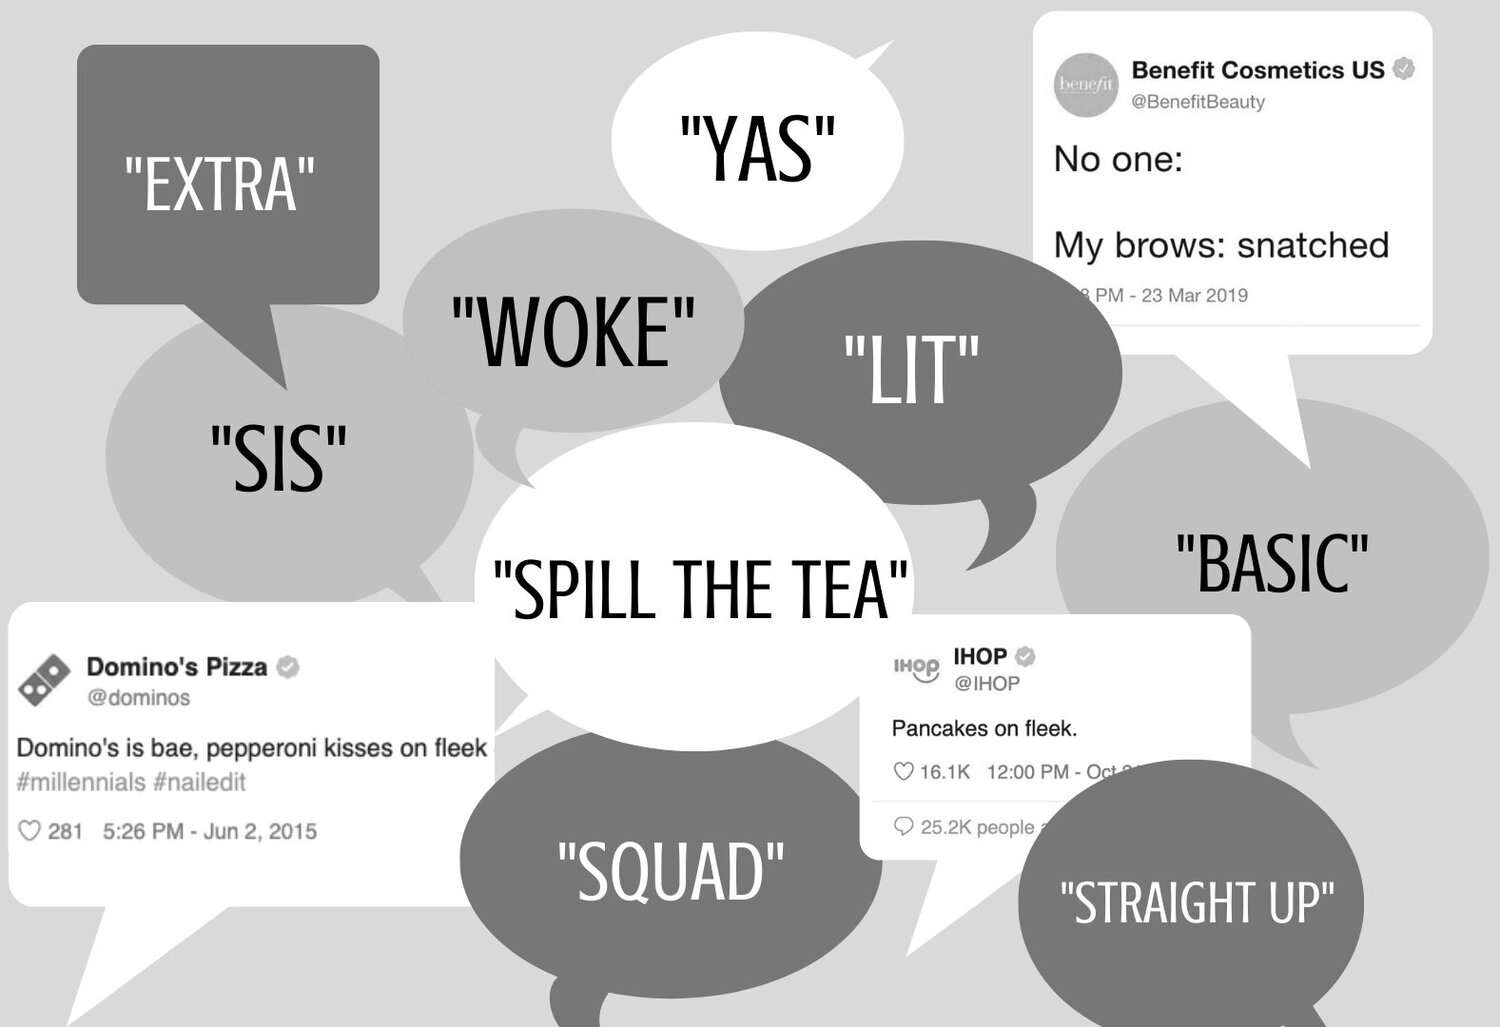 "EXTRA"
"YAS"
benefit
Benefit Cosmetics US
@BenefitBeauty
No one:
My brows: snatched
PM - 23 Mar 2019
"WOKE"
"LIT"
"SIS"
"SPILL THE TEA"
"BASIC"
Domino's Pizza
@dominos
Domino's is bae, pepperoni kisses on fleek
#millennials #nailedit
281 5:26 PM - Jun 2, 2015
IHOP
IHOP
@IHOP
Pancakes on fleek.
16.1K 12:00 PM - Oct
25.2K people
"SQUAD"
"STRAIGHT UP"